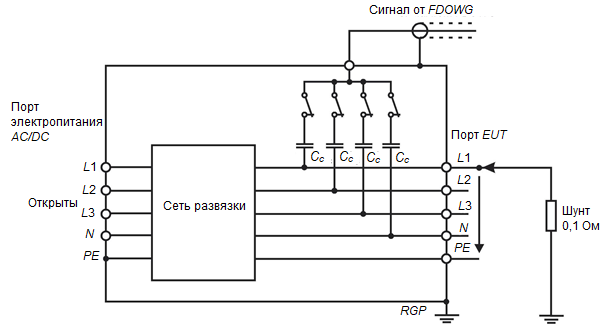 Сигнал от FDOWG
Порт
электропитания
AC/DC
Порт EUT
Cc Cc Cc Cc
L1
L2
Открыты
L3
N
PE
Сеть развязки
L1
L2
L3
N
PE
Шунт
0,1 Ом
RGP